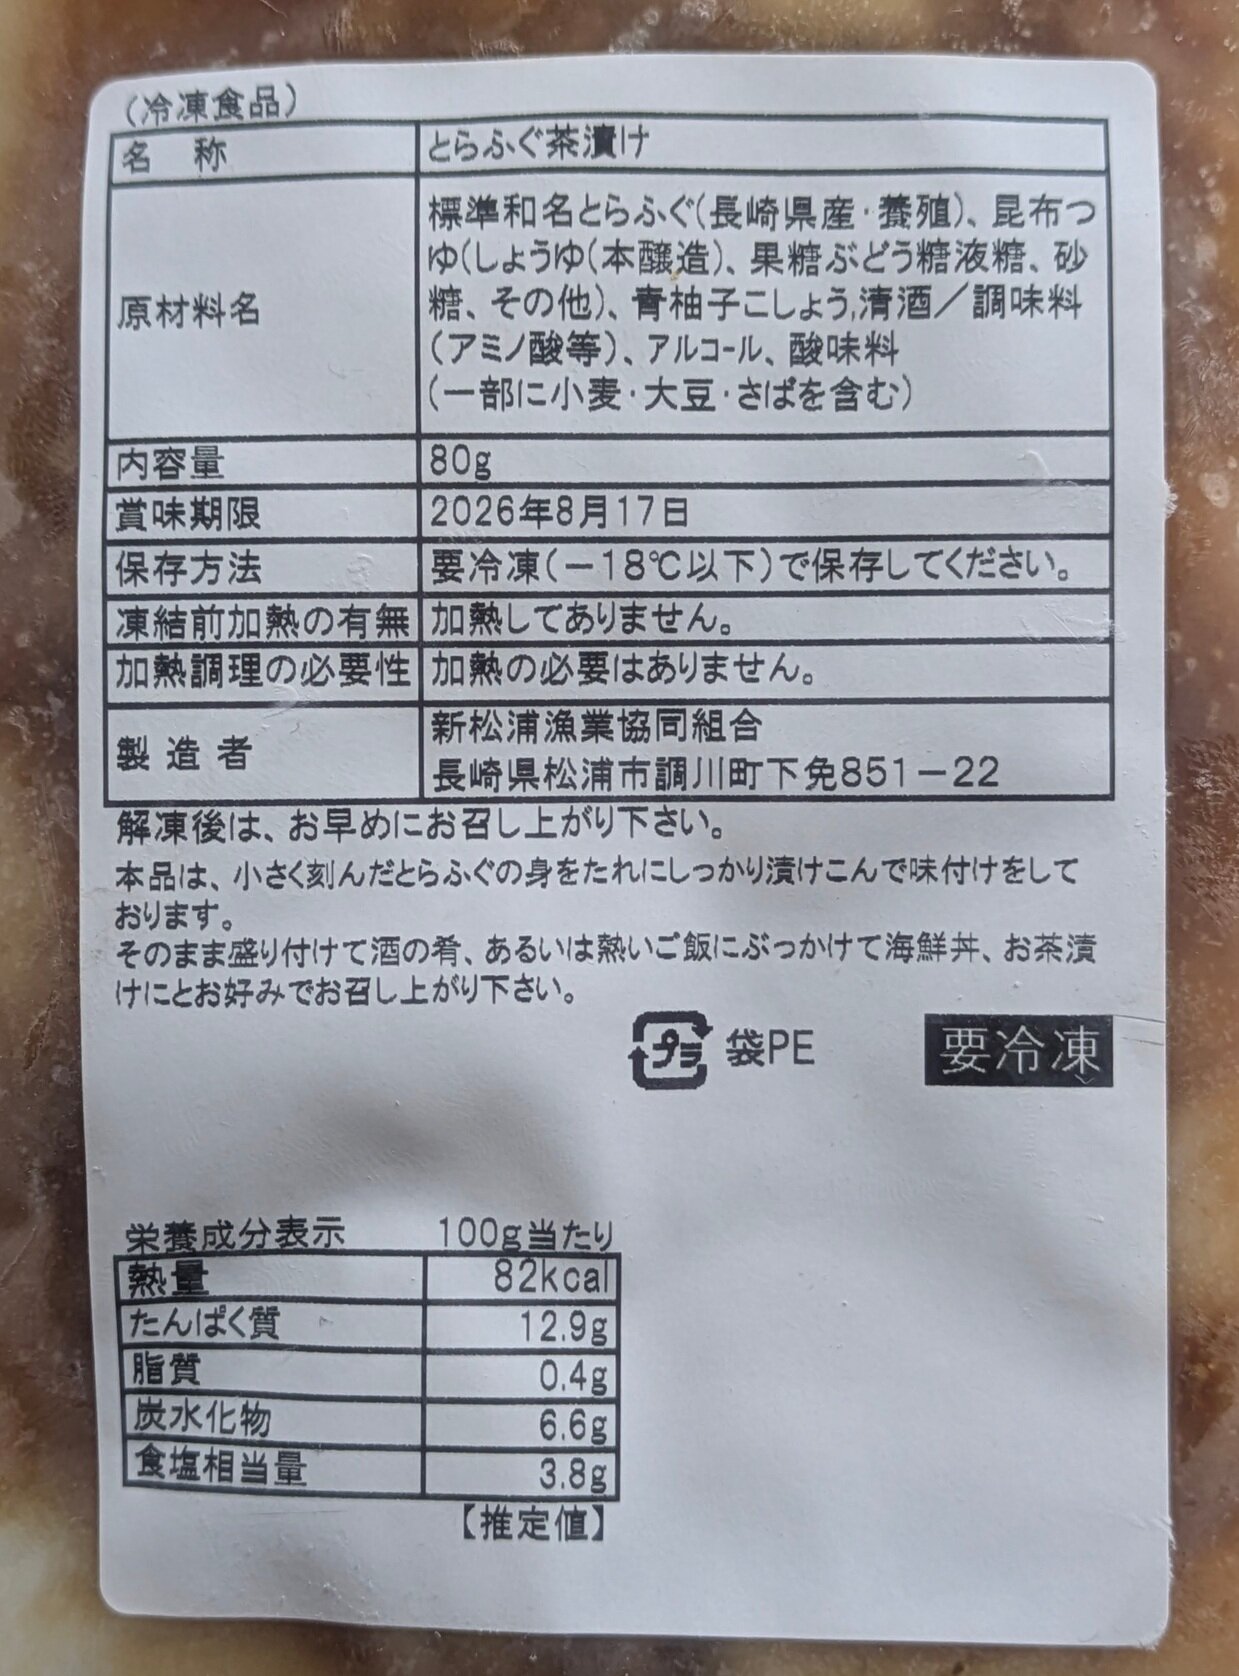 (冷凍食品)
名 称 とらふぐ茶漬け
原材料名
標準和名とらふぐ(長崎県産・養殖)、昆布つ
ゆ(しょうゆ(本醸造)、果糖ぶどう糖液糖、砂
糖、その他)、青柚子こしょう,清酒／調味料
(アミノ酸等)、アルコール、酸味料
(一部に小麦・大豆・さばを含む)
内容量 80g
賞味期限 2026年8月17日
保存方法 要冷凍(－18℃以下)で保存してください。
凍結前加熱の有無 加熱してありません。
加熱調理の必要性 加熱の必要はありません。
製造者
新松浦漁業協同組合
長崎県松浦市調川町下免851－22
解凍後は、お早めにお召し上がり下さい。
本品は、小さく刻んだとらふぐの身をたれにしっかり漬けこんで味付けをして
おります。
そのまま盛り付けて酒の肴、あるいは熱いご飯にぶっかけて海鮮丼、お茶漬
けにとお好みでお召し上がり下さい。
プラ 袋PE 要冷凍
栄養成分表示 100g当たり
熱量 82kcal
たんぱく質 12.9g
脂質 0.4g
炭水化物 6.6g
食塩相当量 3.8g
【推定値】